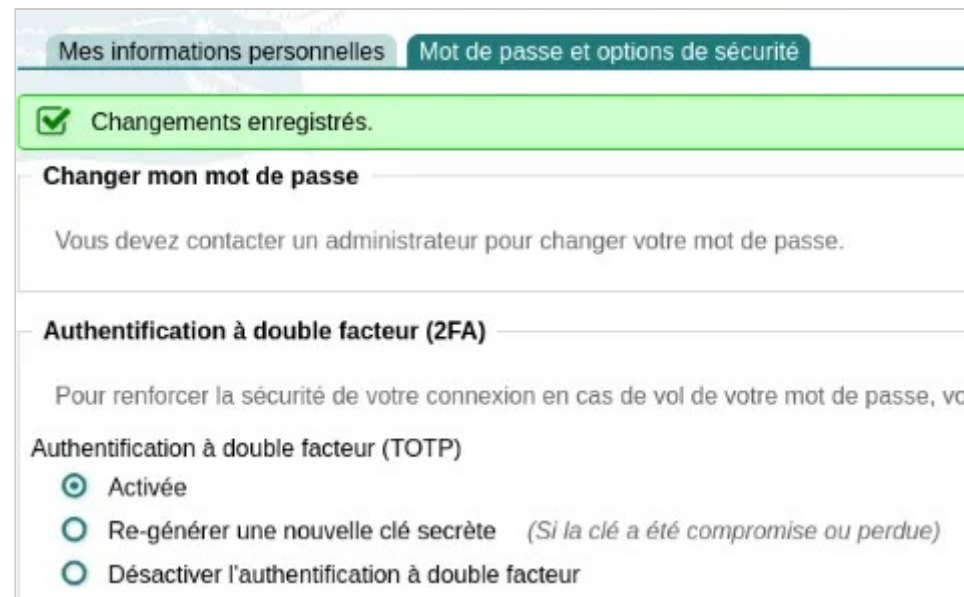 Mes informations personnelles Mot de passe et options de sécurité
Changements enregistrés.
Changer mon mot de passe
Vous devez contacter un administrateur pour changer votre mot de passe.
Authentification à double facteur (2FA)
Pour renforcer la sécurité de votre connexion en cas de vol de votre mot de passe,
Authentification à double facteur (TOTP)
Activée
Re-générer une nouvelle clé secrète (Si la clé a été compromise ou perdue)
Désactiver l'authentification à double facteur